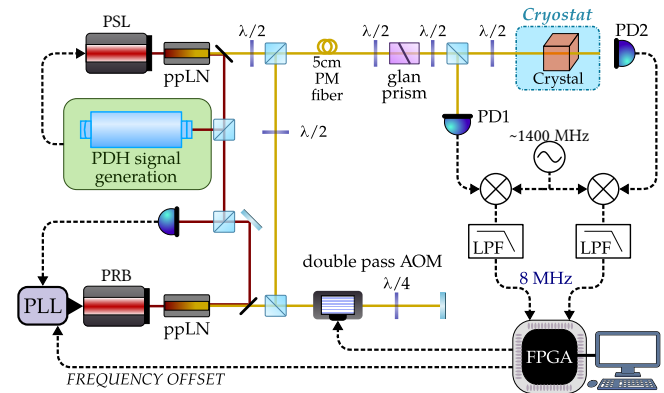 PSL
λ/2
λ/2
λ/2
λ/2
Cryostat
PD2
ppLN
5cm
PM
fiber
glan
prism
Crystal
PDH signal
generation
λ/2
PD1
~1400 MHz
LPF
LPF
PRB
double pass AOM
λ/4
8 MHz
PLL
ppLN
FPGA
FREQUENCY OFFSET